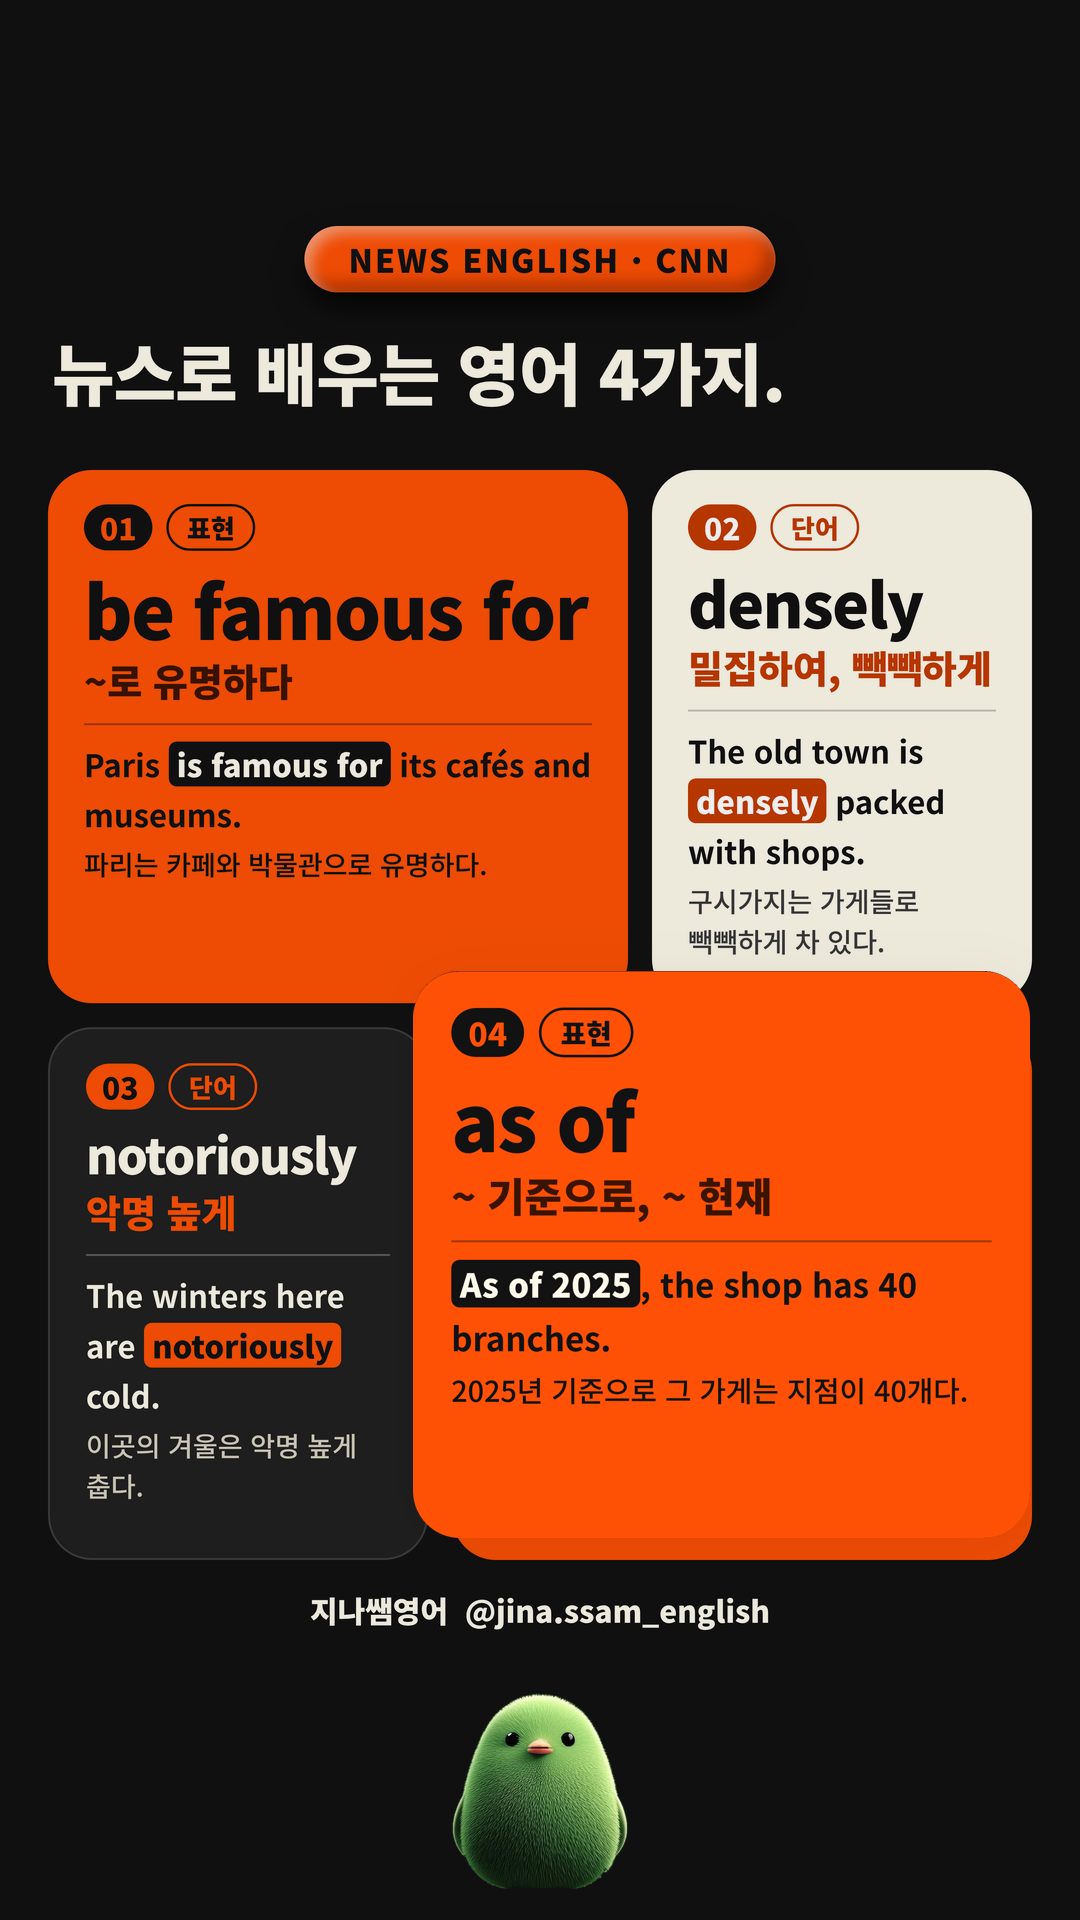 NEWS ENGLISH · CNN
뉴스로 배우는 영어 4가지.
01 표현
be famous for
~로 유명하다
Paris is famous for its cafés and
museums.
파리는 카페와 박물관으로 유명하다.
02 단어
densely
밀집하여, 빽빽하게
The old town is
densely packed
with shops.
구시가지는 가게들로
빽빽하게 차 있다.
03 단어
notoriously
악명 높게
The winters here
are notoriously
cold.
이곳의 겨울은 악명 높게
춥다.
04 표현
as of
~ 기준으로, ~ 현재
As of 2025, the shop has 40
branches.
2025년 기준으로 그 가게는 지점이 40개다.
지나쌤영어 @jina.ssam_english